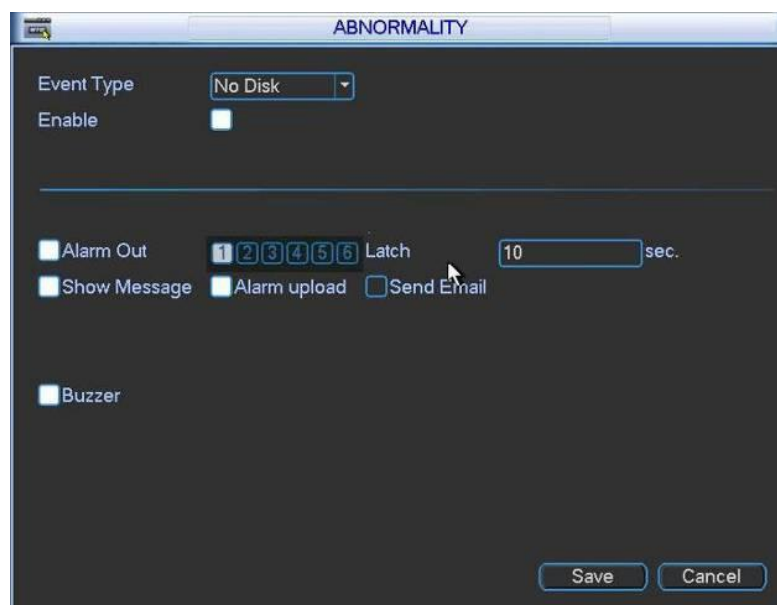 ABNORMALITY
Event Type No Disk
Enable
Alarm Out 1 2 3 4 5 6 Latch 10 sec.
Show Message Alarm upload Send Email
Buzzer
Save Cancel